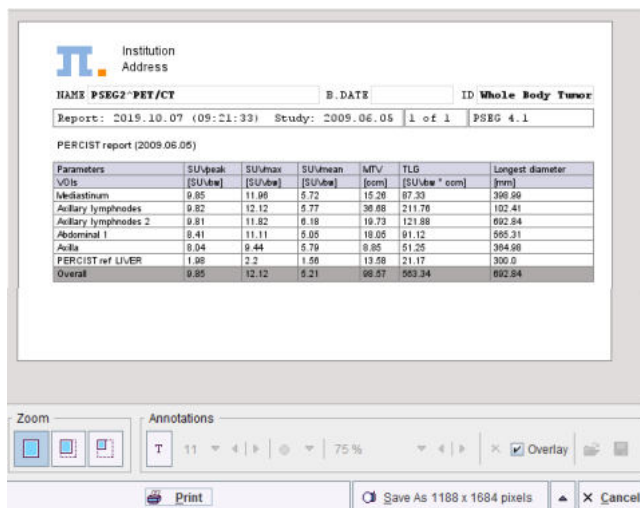 Institution
Address
NAME PSEG2^PET/CT B.DATE ID Whole Body Tumor
Report: 2019.10.07 (09:21:33) Study: 2009.06.05 1 of 1 PSEG 4.1
PERCIST report (2009.06.05)
Parameters SUVpeak SUVmax SUVmean MTV TLG Longest diameter
VOIs [SUVbw] [SUVbw] [SUVbw] [ccm] [SUVbw * ccm] [mm]
Mediastinum 9.85 11.96 5.72 15.26 87.33 398.99
Axillary lymphnodes 9.82 12.12 5.77 36.68 211.76 102.41
Axillary lymphnodes 2 9.81 11.82 6.18 19.73 121.88 692.84
Abdominal 1 8.41 11.11 5.05 18.05 91.12 565.31
Axilla 8.04 9.44 5.79 8.85 51.25 364.98
PERCIST ref LIVER 1.98 2.2 1.56 13.58 21.17 300.0
Overall 9.85 12.12 5.21 98.57 563.34 692.84
Zoom Annotations
T 11 75 % Overlay
Print Save As 1188 x 1684 pixels Cancel